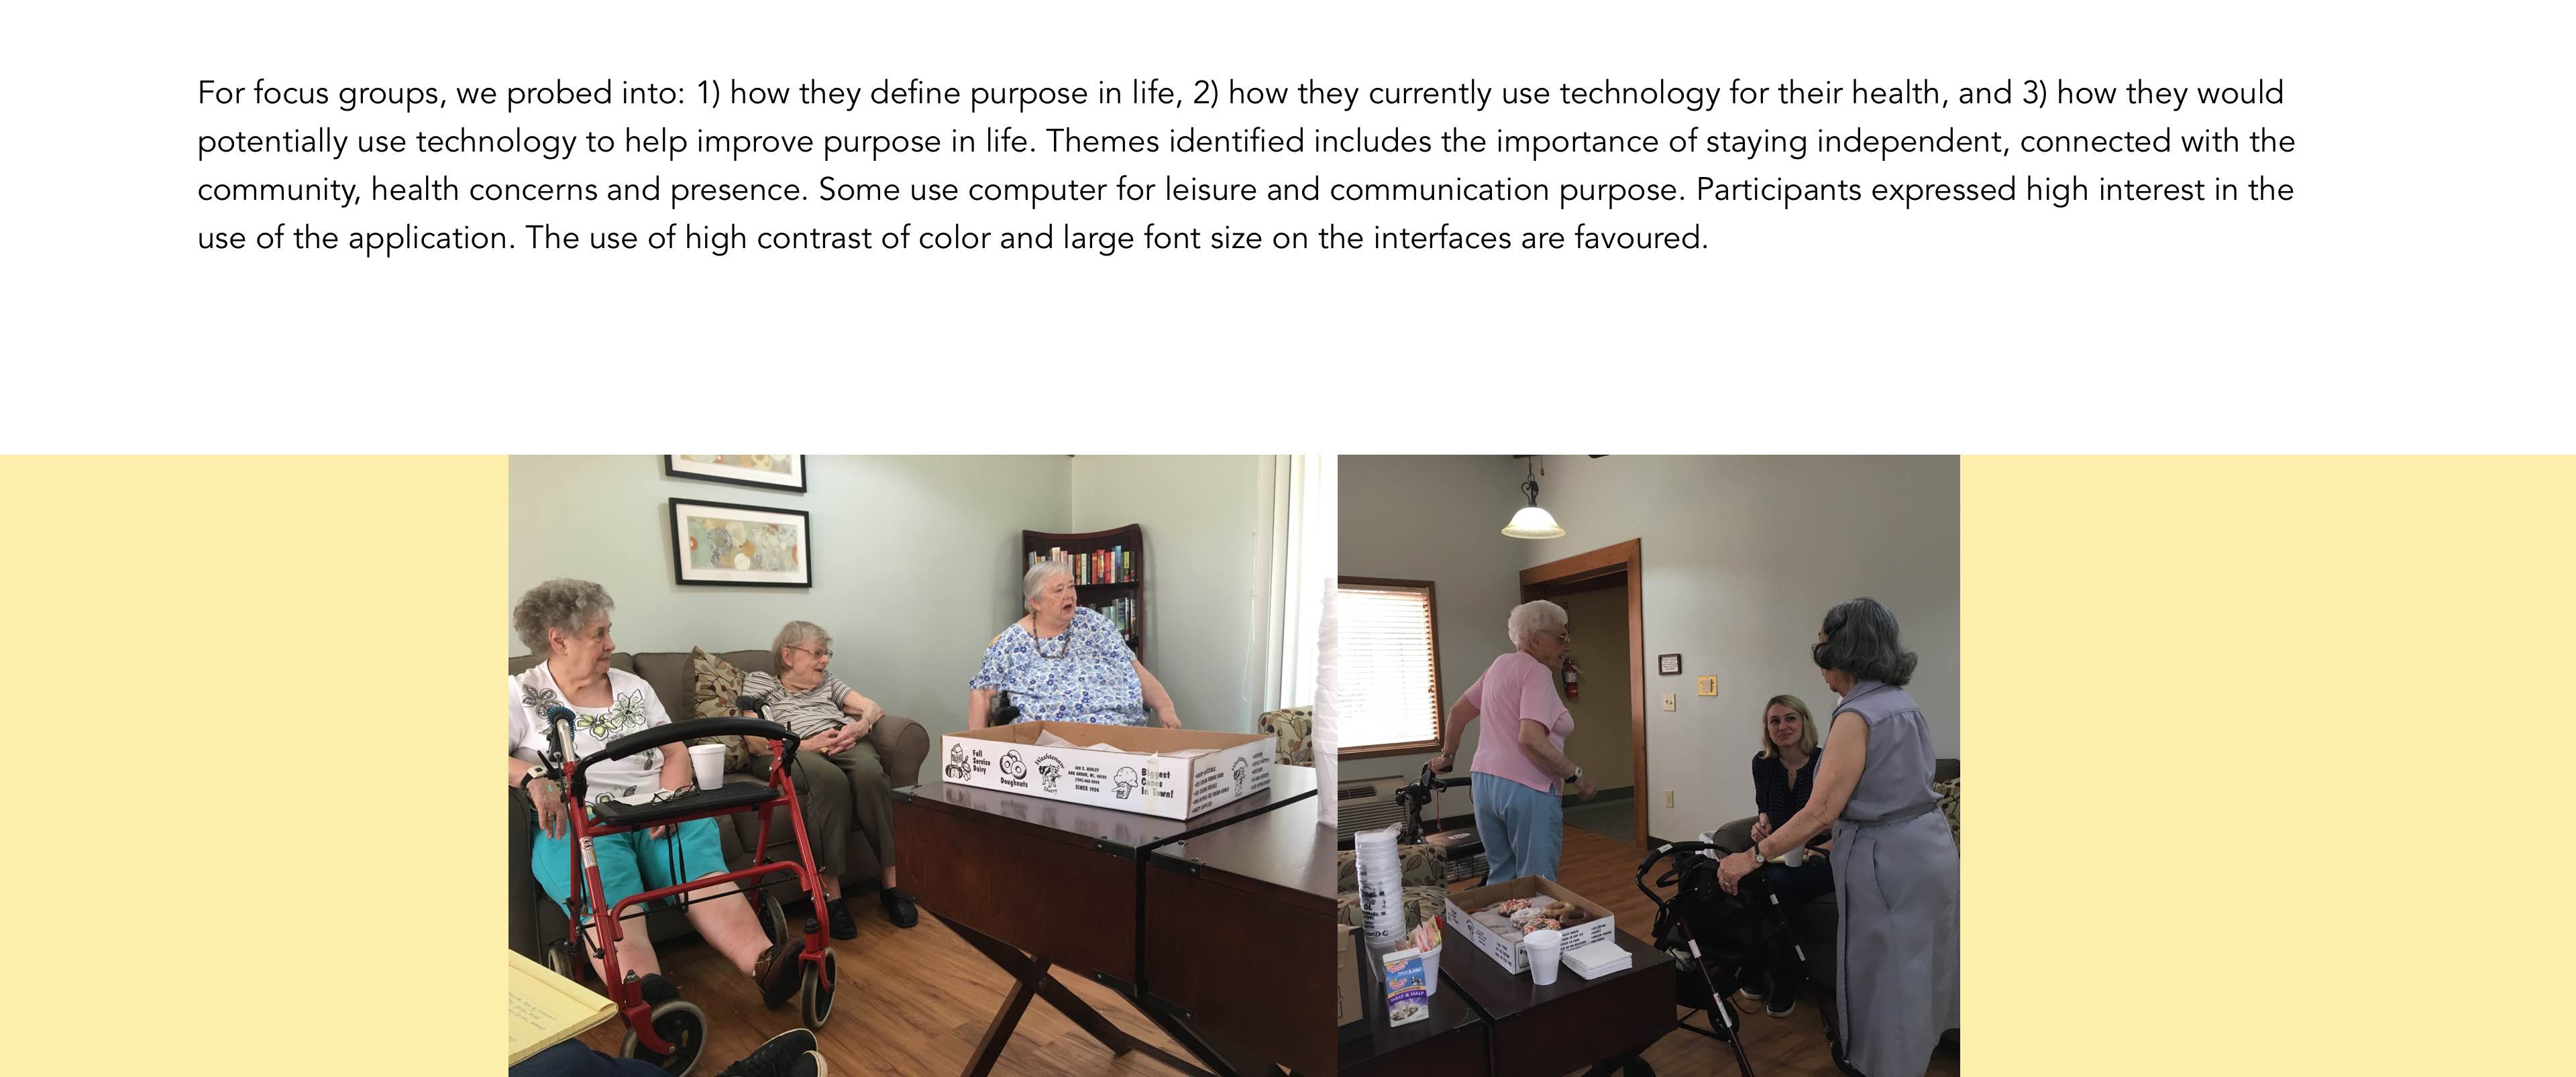 For focus groups, we probed into: 1) how they define purpose in life, 2) how they currently use technology for their health, and 3) how they would
potentially use technology to help improve purpose in life. Themes identified includes the importance of staying independent, connected with the
community, health concerns and presence. Some use computer for leisure and communication purpose. Participants expressed high interest in the
use of the application. The use of high contrast of color and large font size on the interfaces are favoured.
Full
Service
Dairy
Doughnuts
Washtenaw
Dairy
SINCE 1934
Biggest
Cones
In Town!
HALF & HALF